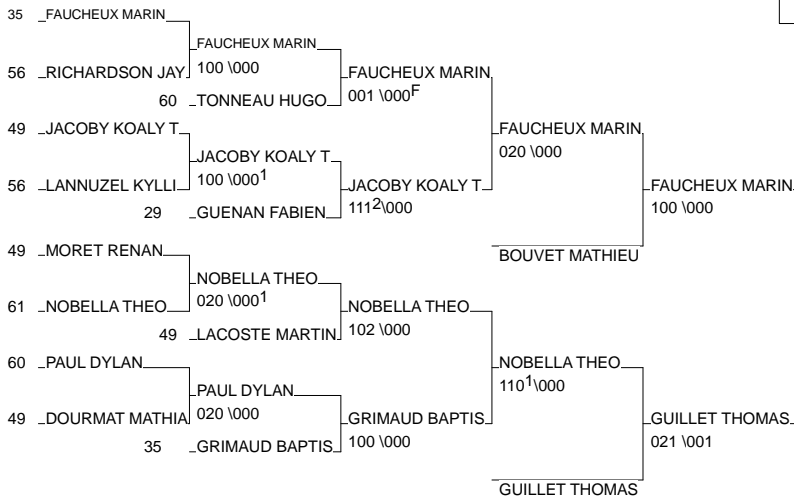 35 FAUCHEUX MARIN
FAUCHEUX MARIN
56 RICHARDSON JAY 100 \000 FAUCHEUX MARIN
60 TONNEAU HUGO 001 \000F
49 JACOBY KOALY T FAUCHEUX MARIN
JACOBY KOALY T 020 \000
56 LANNUZEL KYLLI 100 \0001 JACOBY KOALY T FAUCHEUX MARIN
29 GUENAN FABIEN 1112\000 100 \000
49 MORET RENAN BOUVET MATHIEU
NOBELLA THEO
61 NOBELLA THEO 020 \0001 NOBELLA THEO
49 LACOSTE MARTIN 102 \000
60 PAUL DYLAN NOBELLA THEO
PAUL DYLAN 1101\000
49 DOURMAT MATHIA 020 \000 GRIMAUD BAPTIS GUILLET THOMAS
35 GRIMAUD BAPTIS 100 \000 021 \001
GUILLET THOMAS